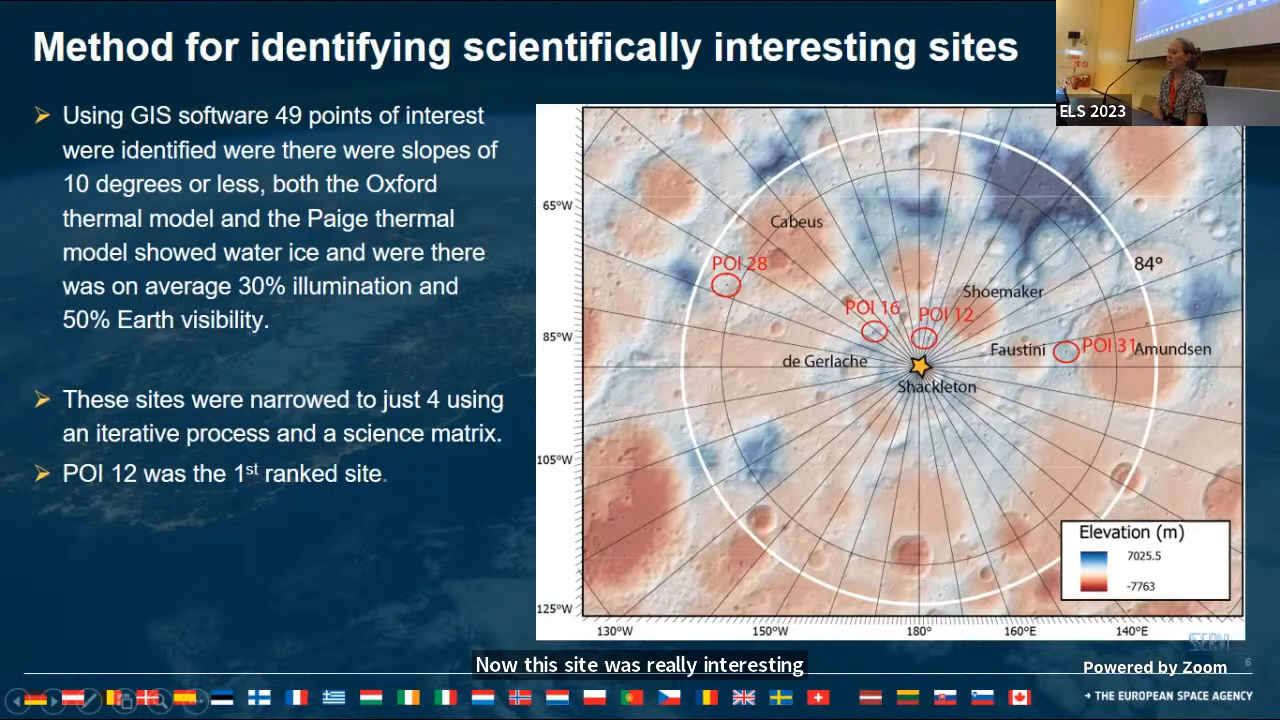 Method for identifying scientifically interesting sites
ELS 2023
Using GIS software 49 points of interest
were identified were there were slopes of
10 degrees or less, both the Oxford
thermal model and the Paige thermal
model showed water ice and were there
was on average 30% illumination and
50% Earth visibility.
These sites were narrowed to just 4 using
an iterative process and a science matrix.
POI 12 was the 1st ranked site.
65°W
85°W
105°W
125°W
130°W
150°W
180°
160°E
140°E
Cabeus
84°
POI 28
Shoemaker
POI 16
POI 12
Faustini
POI 31
Amundsen
de Gerlache
Shackleton
Elevation (m)
7025.5
-7763
Now this site was really interesting
6
Powered by Zoom
→ THE EUROPEAN SPACE AGENCY